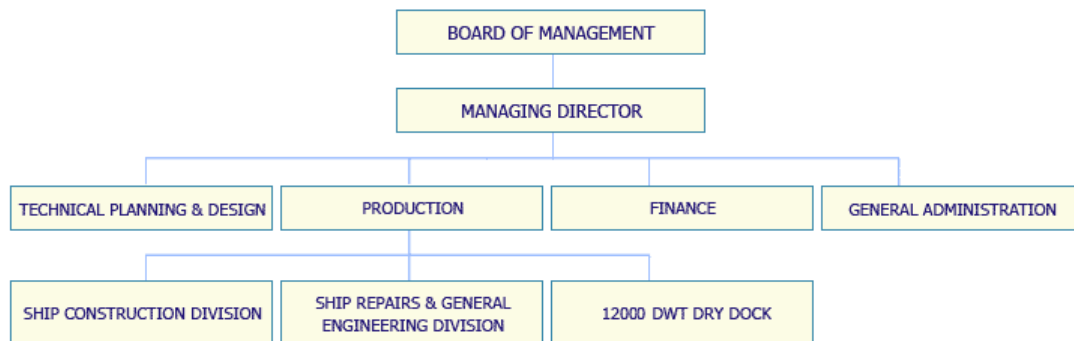 BOARD OF MANAGEMENT
MANAGING DIRECTOR
TECHNICAL PLANNING & DESIGN
PRODUCTION
FINANCE
GENERAL ADMINISTRATION
SHIP CONSTRUCTION DIVISION
SHIP REPAIRS & GENERAL
ENGINEERING DIVISION
12000 DWT DRY DOCK